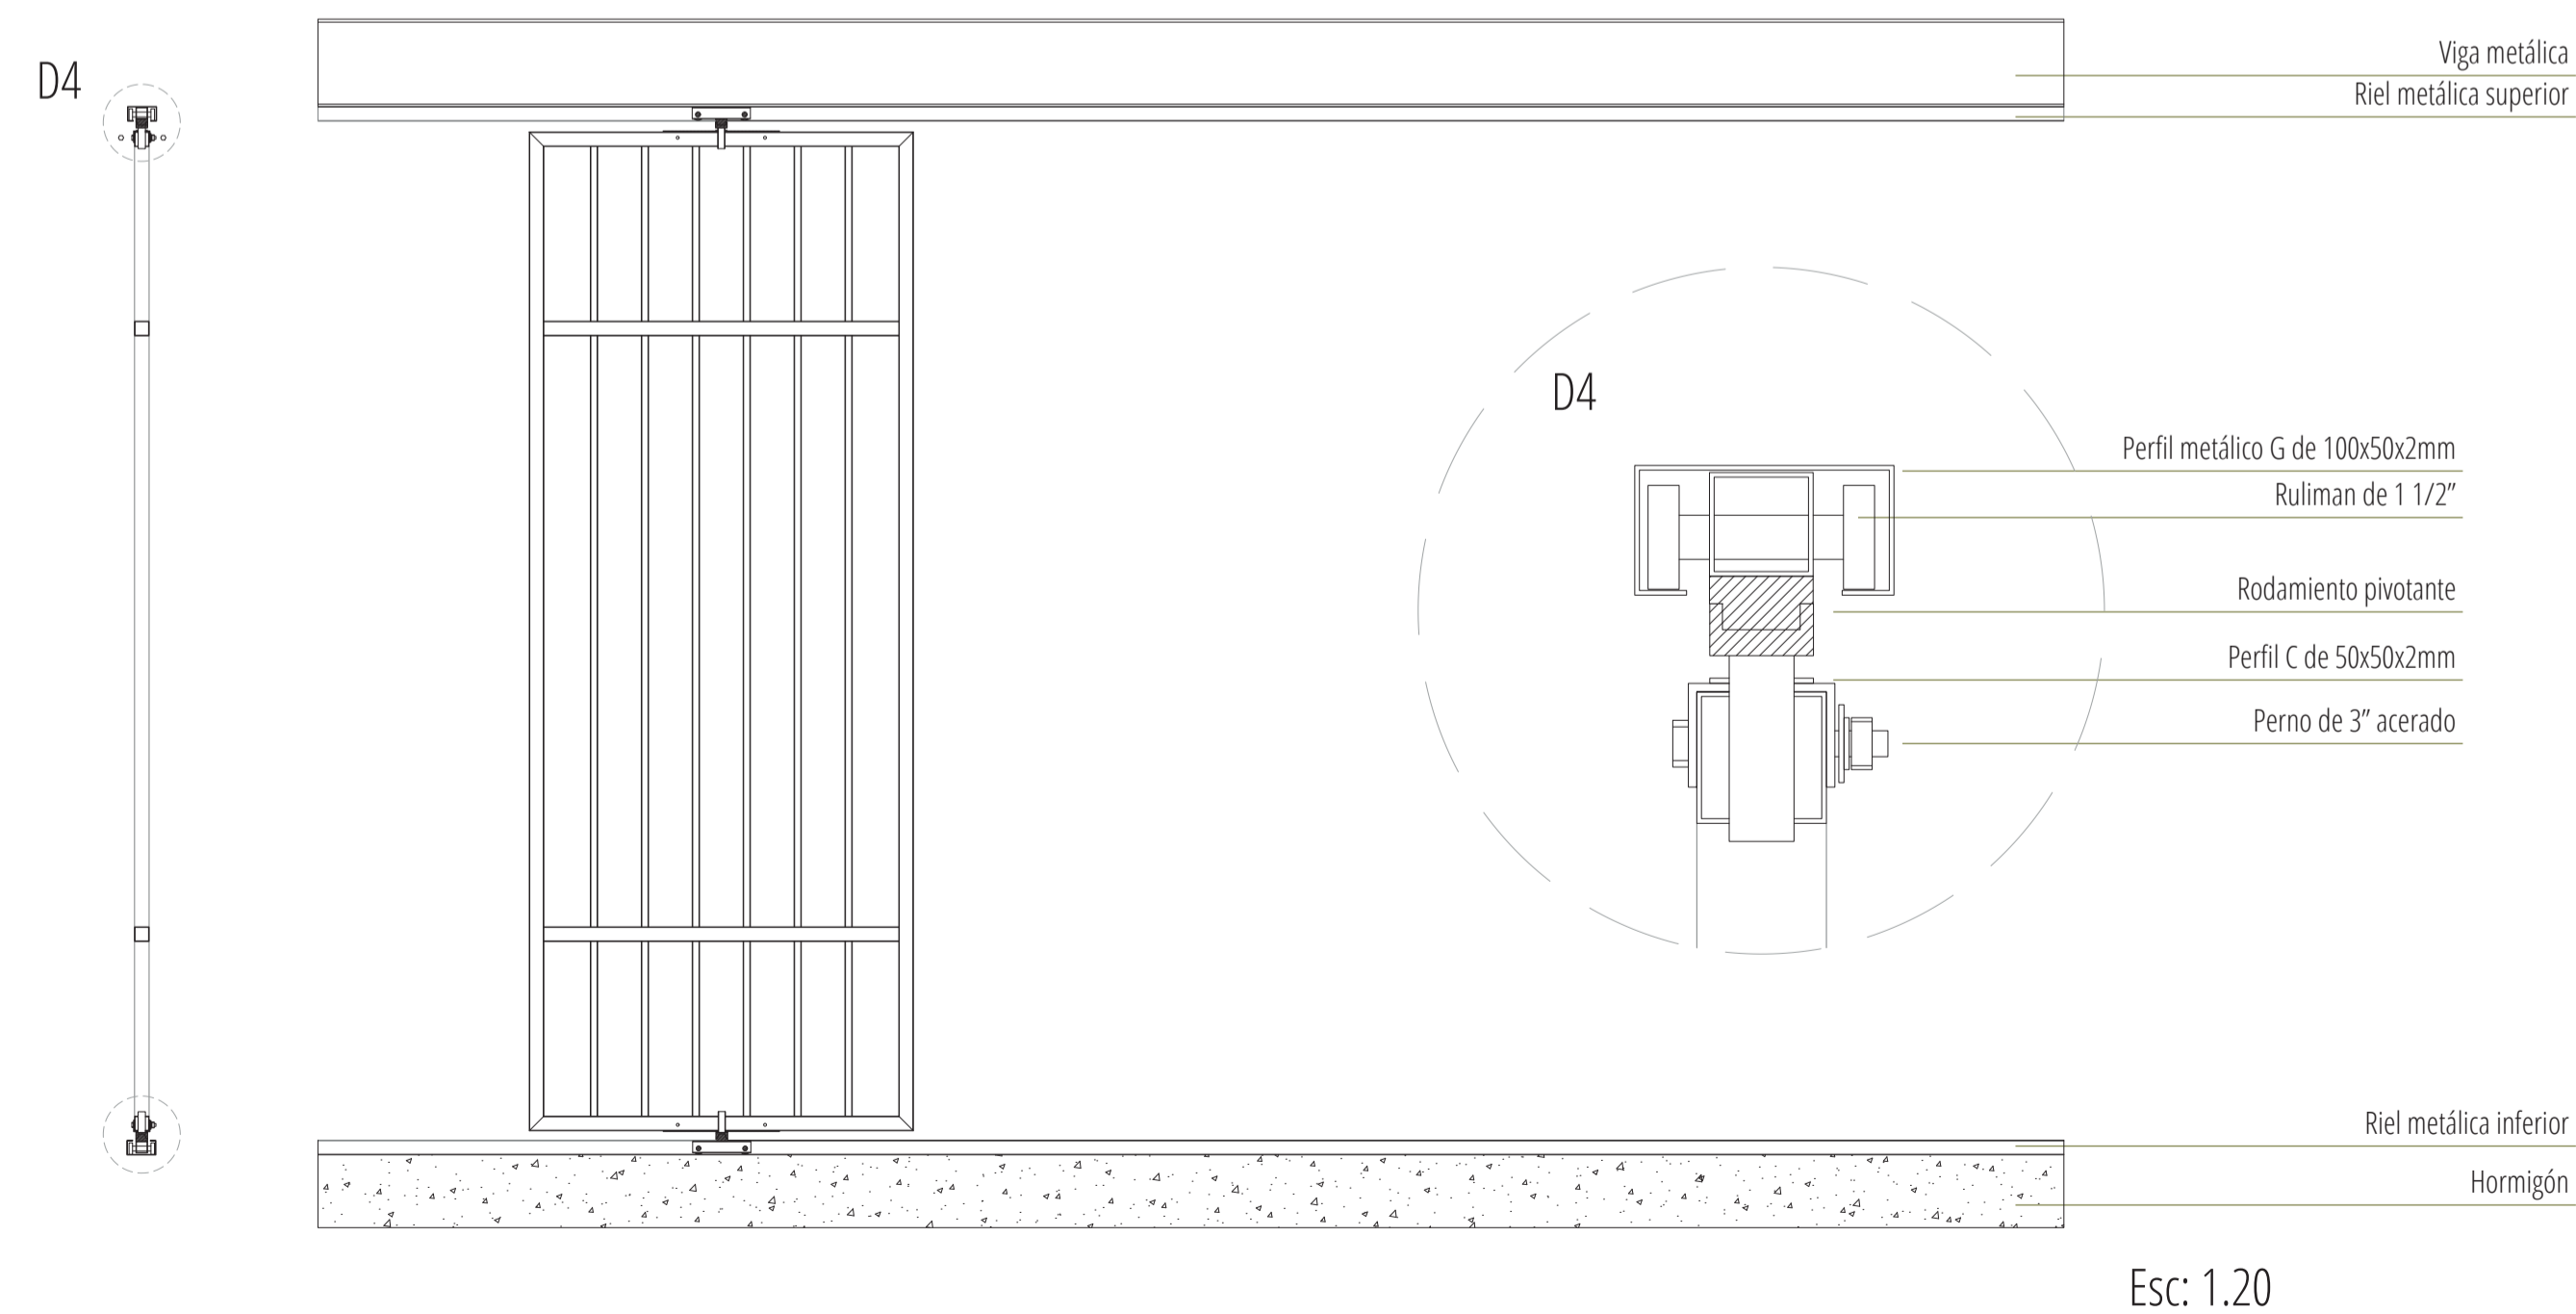 D4
Viga metálica
Riel metálica superior
D4
Perfil metálico G de 100x50x2mm
Ruliman de 1 1/2”
Rodamiento pivotante
Perfil C de 50x50x2mm
Perno de 3” acerado
Riel metálica inferior
Hormigón
Esc: 1.20